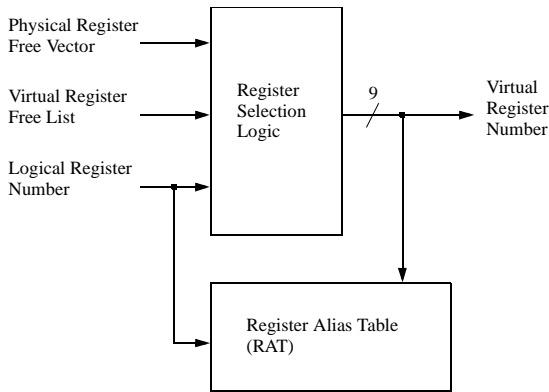 Physical Register
Free Vector
Virtual Register
Free List
Logical Register
Number
Register
Selection
Logic
9
Virtual
Register
Number
Register Alias Table
(RAT)